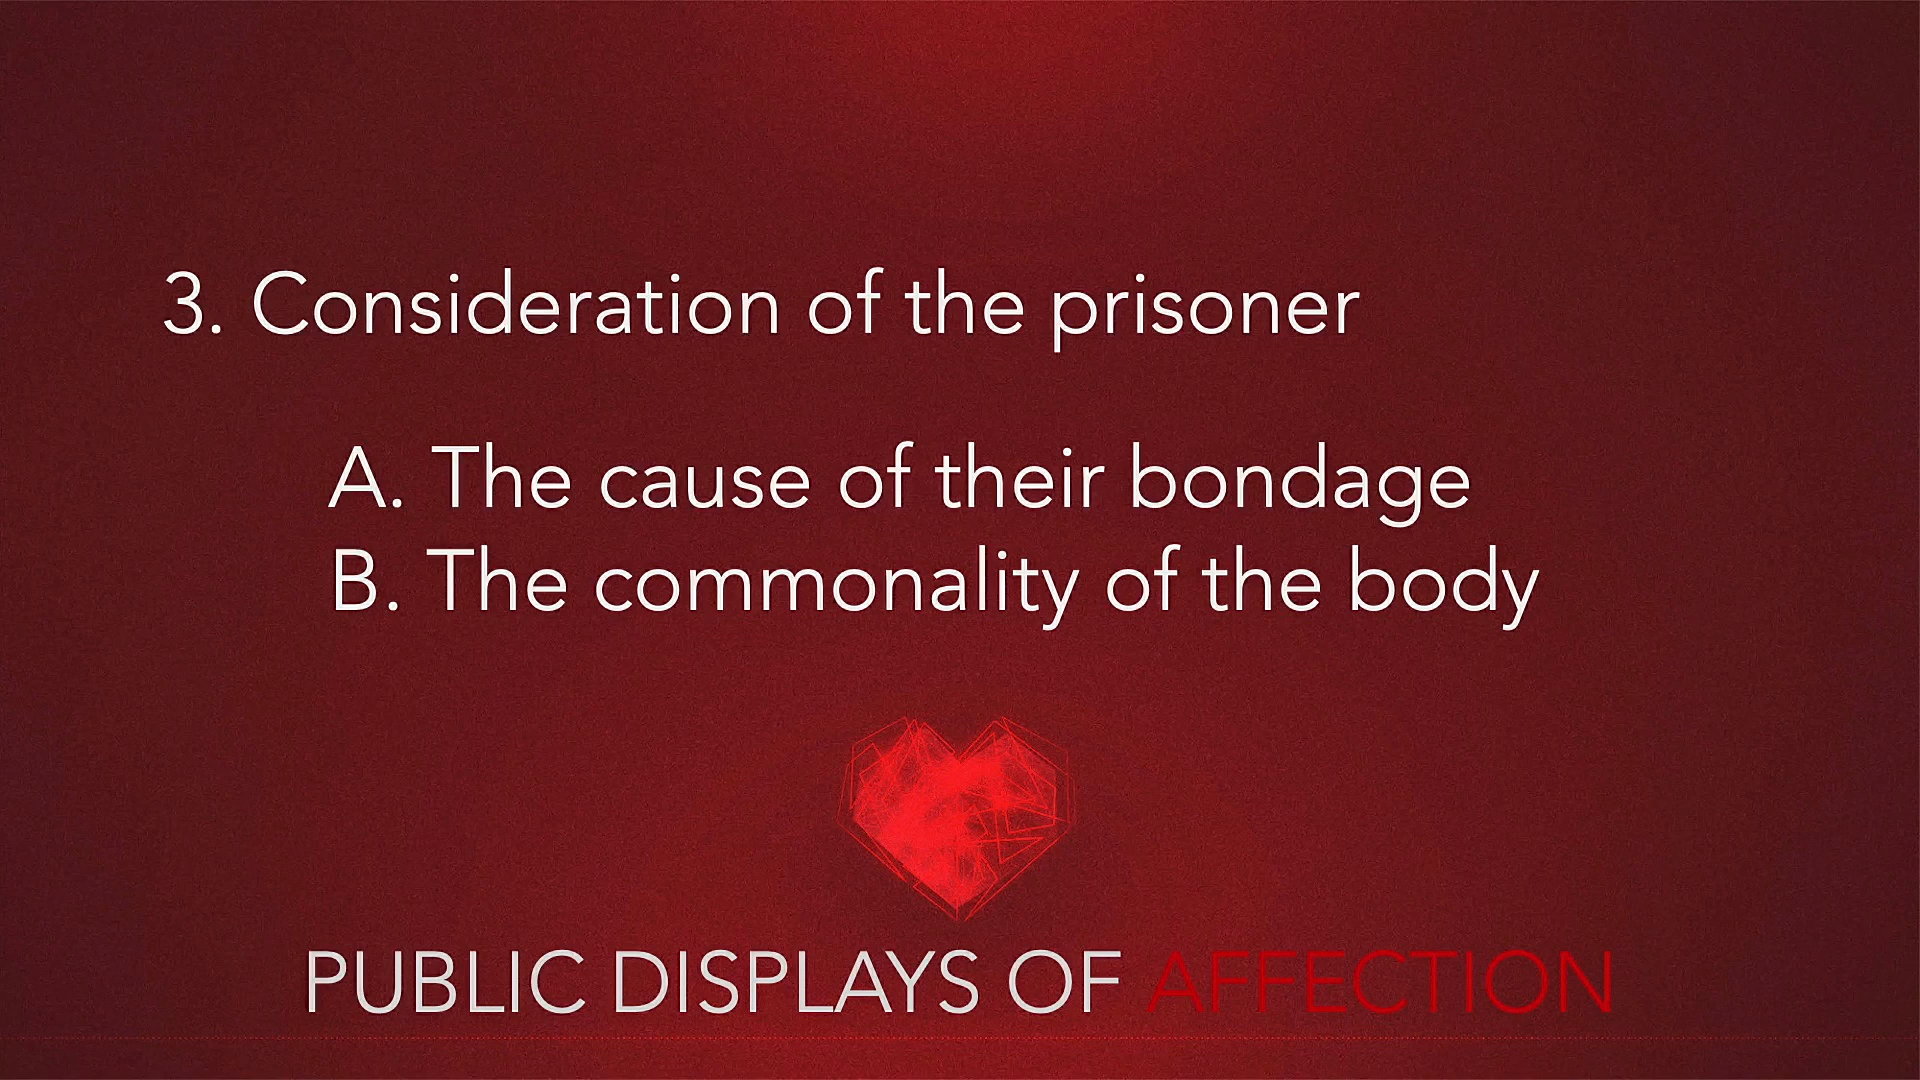 3. Consideration of the prisoner
A. The cause of their bondage
B. The commonality of the body
PUBLIC DISPLAYS OF AFFECTION